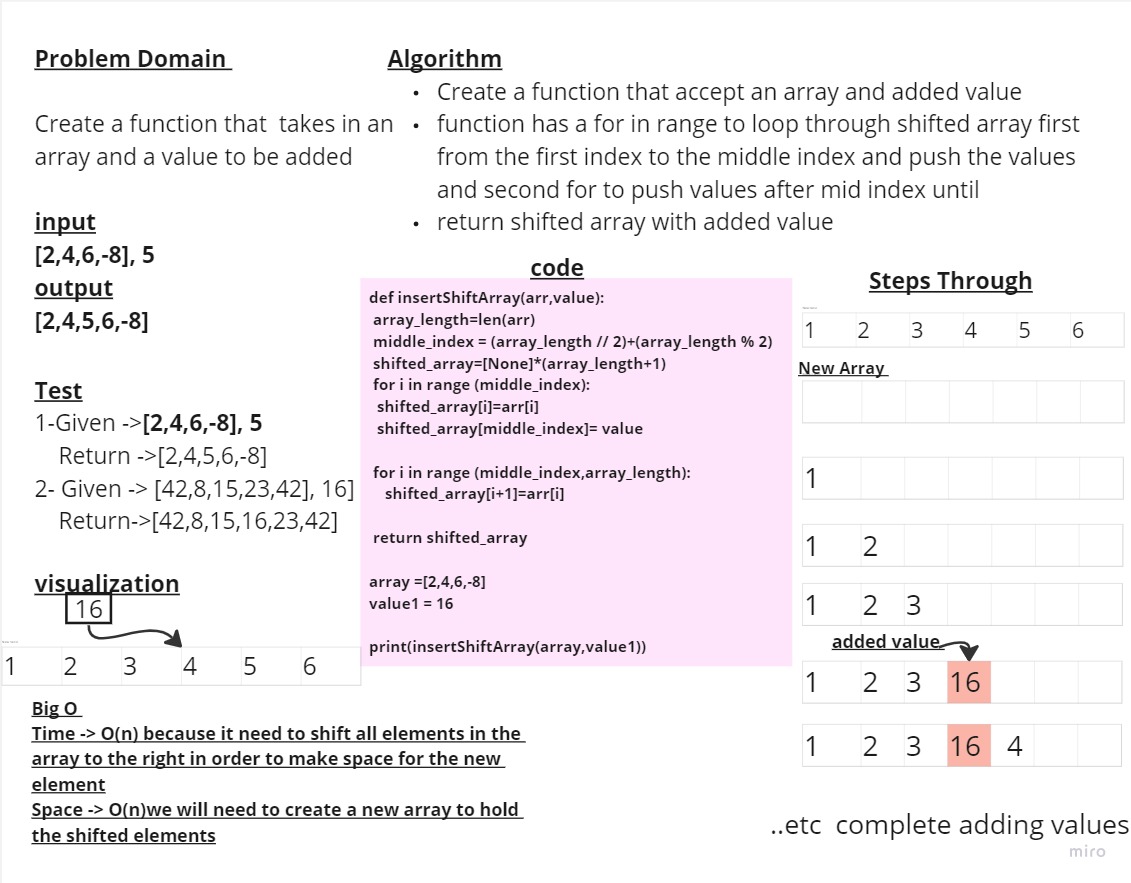 Problem Domain
Create a function that takes in an
array and a value to be added
input
[2,4,6,-8], 5
output
[2,4,5,6,-8]
Test
1-Given ->[2,4,6,-8], 5
Return ->[2,4,5,6,-8]
2- Given -> [42,8,15,23,42], 16]
Return->[42,8,15,16,23,42]
visualization
16
1 2 3 4 5 6
Big O
Time -> O(n) because it need to shift all elements in the
array to the right in order to make space for the new
element
Space -> O(n)we will need to create a new array to hold
the shifted elements
Algorithm
• Create a function that accept an array and added value
• function has a for in range to loop through shifted array first
from the first index to the middle index and push the values
and second for to push values after mid index until
• return shifted array with added value
code
def insertShiftArray(arr,value):
array_length=len(arr)
middle_index = (array_length // 2)+(array_length % 2)
shifted_array=[None]*(array_length+1)
for i in range (middle_index):
shifted_array[i]=arr[i]
shifted_array[middle_index]= value
for i in range (middle_index,array_length):
shifted_array[i+1]=arr[i]
return shifted_array
array =[2,4,6,-8]
value1 = 16
print(insertShiftArray(array,value1))
Steps Through
1 2 3 4 5 6
New Array
1
1 2
1 2 3
added value
1 2 3 16
1 2 3 16 4
..etc complete adding values
miro